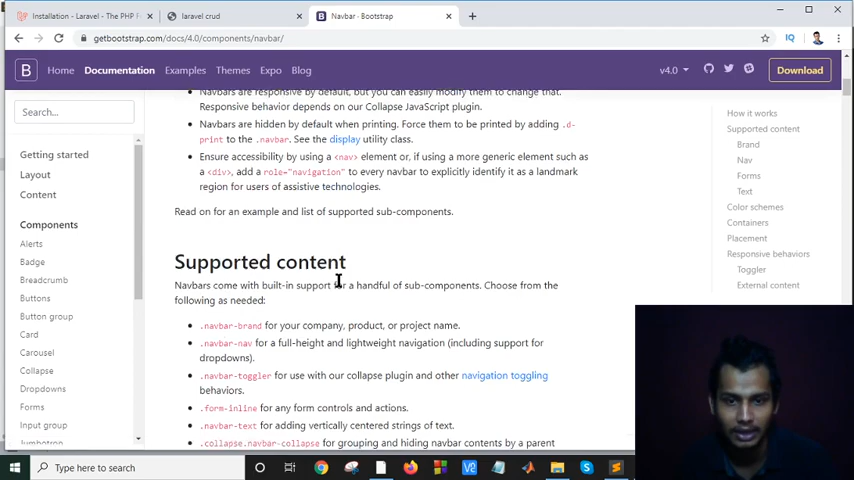 Installation - Laravel - The PHP F
laravel crud
Navbar · Bootstrap
getbootstrap.com/docs/4.0/components/navbar/
IQ
B
Home
Documentation
Examples
Themes
Expo
Blog
v4.0
Download
Search...
Getting started
Layout
Content
Components
Alerts
Badge
Breadcrumb
Buttons
Button group
Card
Carousel
Collapse
Dropdowns
Forms
Input group
Jumbotron
Navbars are responsive by default, but you can easily modify them to change that.
Responsive behavior depends on our Collapse JavaScript plugin.
Navbars are hidden by default when printing. Force them to be printed by adding .d-
print to the .navbar. See the display utility class.
Ensure accessibility by using a <nav> element or, if using a more generic element such as
a <div>, add a role="navigation" to every navbar to explicitly identify it as a landmark
region for users of assistive technologies.
Read on for an example and list of supported sub-components.
Supported content
Navbars come with built-in support for a handful of sub-components. Choose from the
following as needed:
.navbar-brand for your company, product, or project name.
.navbar-nav for a full-height and lightweight navigation (including support for
dropdowns).
.navbar-toggler for use with our collapse plugin and other navigation toggling
behaviors.
.form-inline for any form controls and actions.
.navbar-text for adding vertically centered strings of text.
.collapse.navbar-collapse for grouping and hiding navbar contents by a parent
How it works
Supported content
Brand
Nav
Forms
Text
Color schemes
Containers
Placement
Responsive behaviors
Toggler
External content
Type here to search